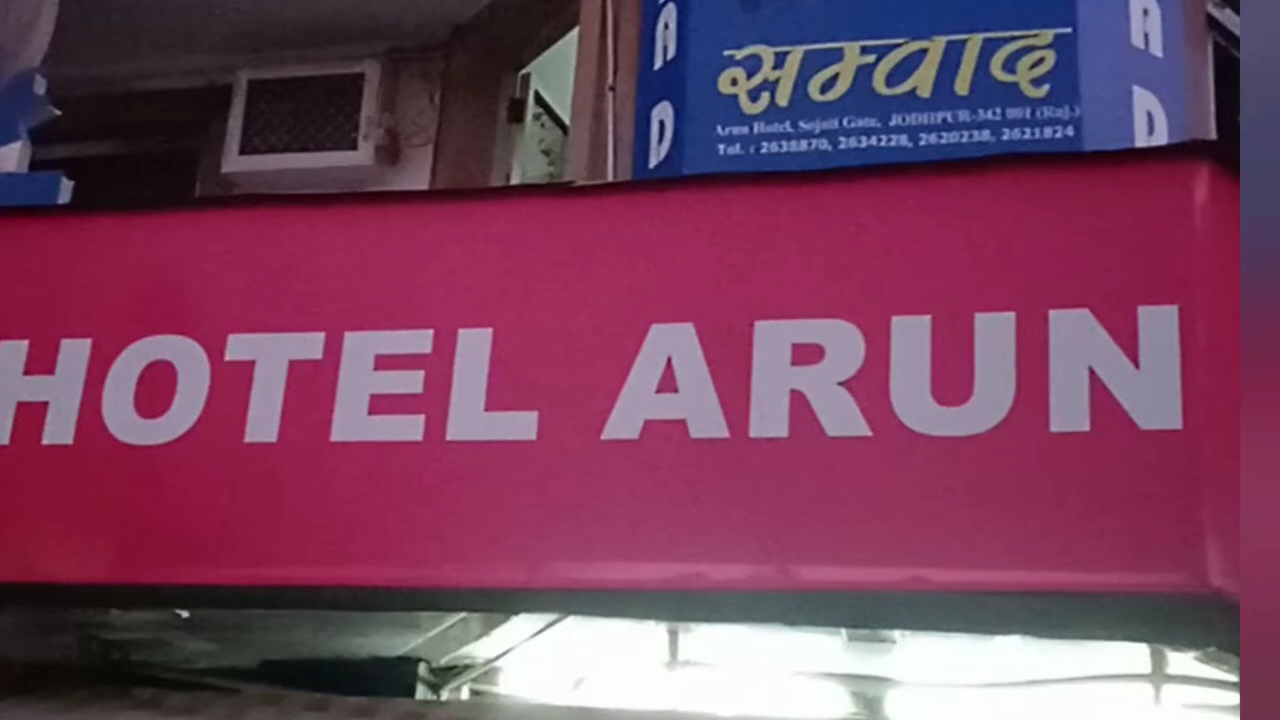 सम्वाद
Arun Hotel, Sojati Gate, JODHPUR-342 001 (Raj.)
Tel. : 2638870, 2634228, 2620238, 2621824
A
D
A
D
HOTEL ARUN